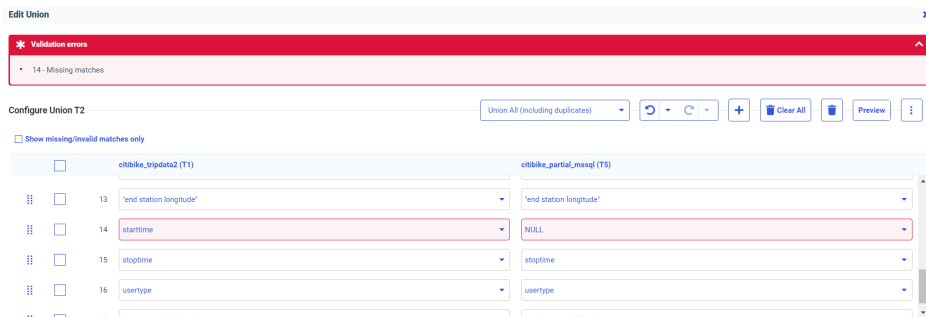 Edit Union
Validation errors
14 - Missing matches
Configure Union T2
Union All (including duplicates)
Clear All
Preview
Show missing/invalid matches only
citibike_tripdata2 (T1)
citibike_partial_mssql (T5)
13 "end station longitude" "end station longitude"
14 starttime NULL
15 stoptime stoptime
16 usertype usertype